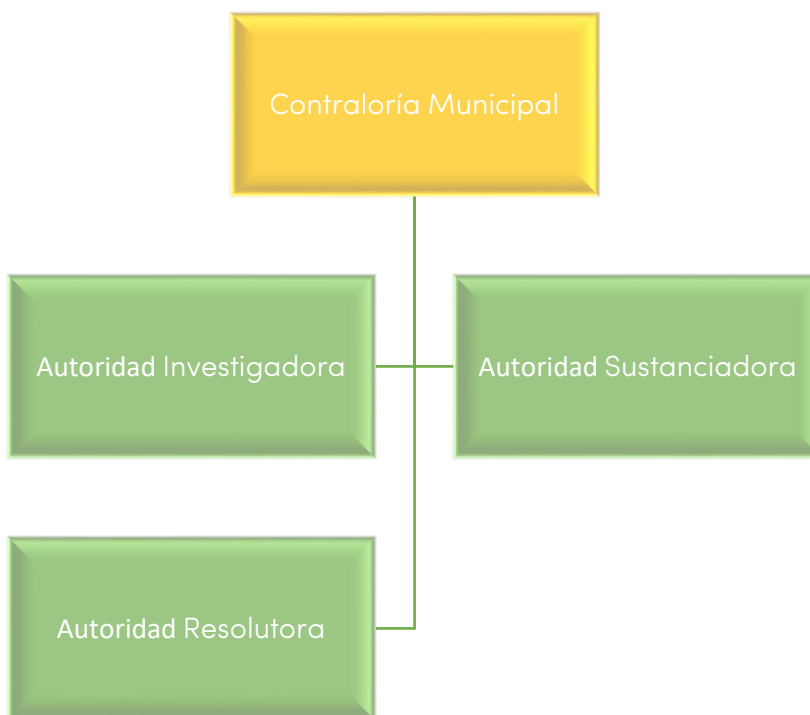 Contraloría Municipal
Autoridad Investigadora
Autoridad Sustanciadora
Autoridad Resolutora